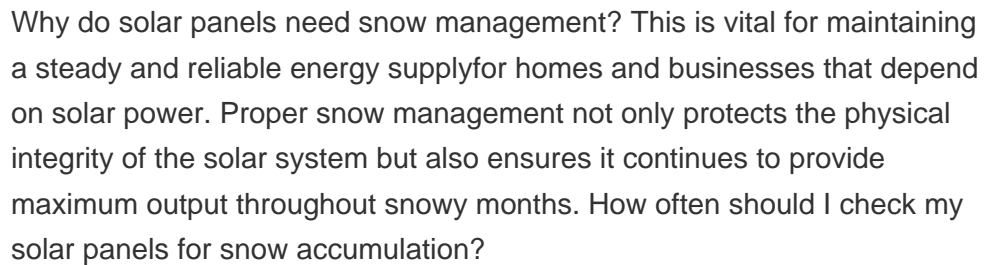 Why do solar panels need snow management? This is vital for maintaining
a steady and reliable energy supplyfor homes and businesses that depend
on solar power. Proper snow management not only protects the physical
integrity of the solar system but also ensures it continues to provide
maximum output throughout snowy months. How often should I check my
solar panels for snow accumulation?